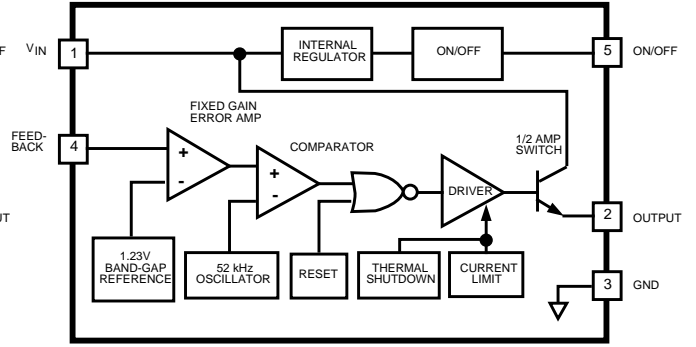 F
VIN
1
INTERNAL
REGULATOR
ON/OFF
5
ON/OFF
FIXED GAIN
ERROR AMP
FEED-
BACK
4
COMPARATOR
1/2 AMP
SWITCH
+
-
+
-
DRIVER
UT
2
OUTPUT
1.23V
BAND-GAP
REFERENCE
52 kHz
OSCILLATOR
RESET
THERMAL
SHUTDOWN
CURRENT
LIMIT
3
GND